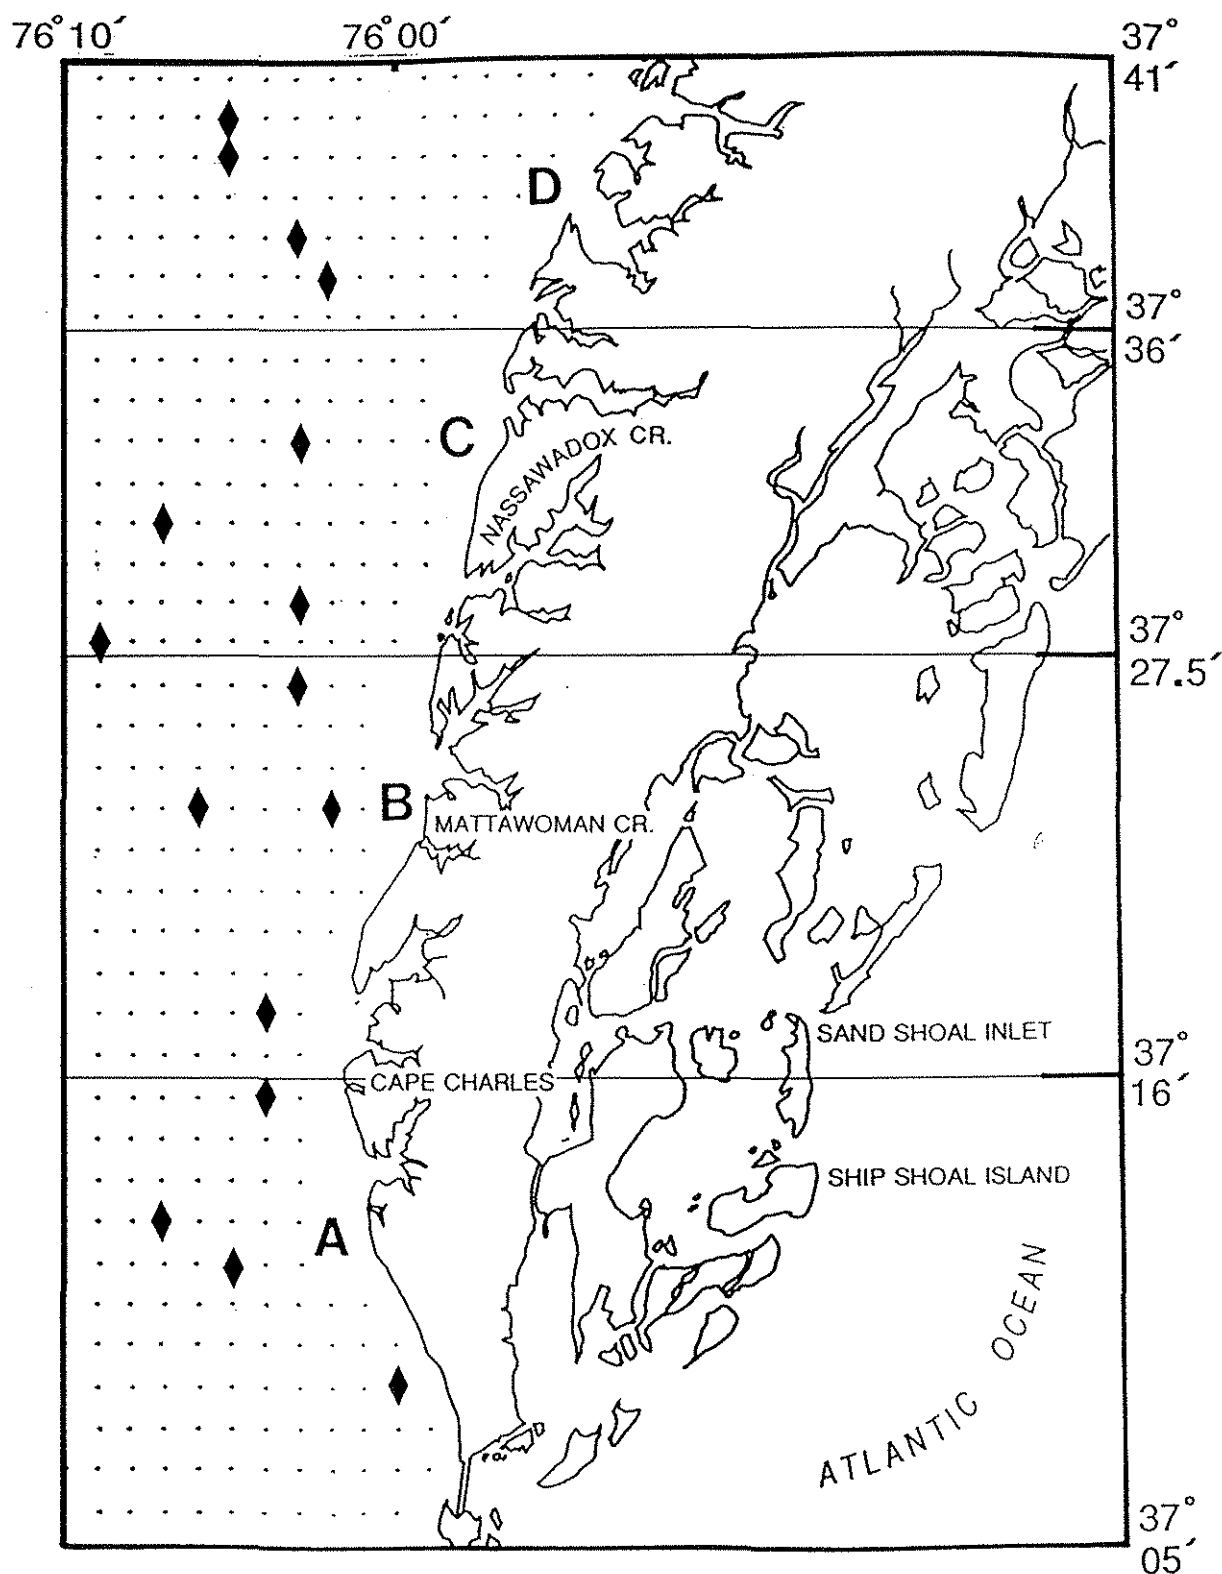 76°10′
76°00′
37°
41′
D
37°
36′
C
NASSAWADOX CR.
37°
27.5′
B
MATTAWOMAN CR.
SAND SHOAL INLET
37°
16′
CAPE CHARLES
SHIP SHOAL ISLAND
A
ATLANTIC OCEAN
37°
05′